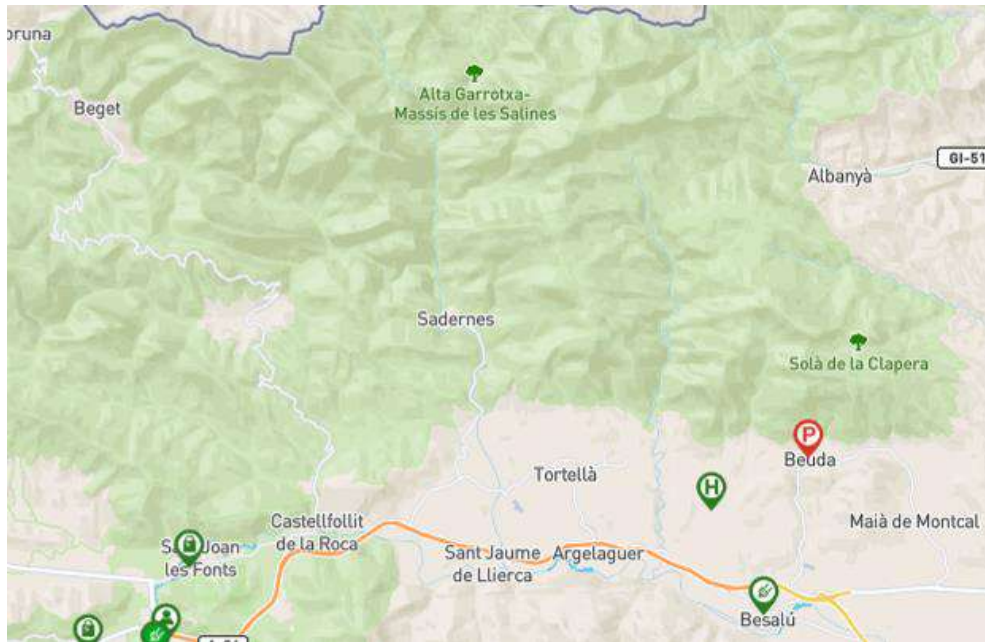 oruna
Alta Garrotxa-
Massís de les Salines
Beget
GI-51
Albanyà
Sadernes
Solà de la Clapera
P
Beuda
Tortellà
H
Castellfollit
de la Roca
Maià de Montcal
Joan
les Fonts
Sant Jaume
de Llierca
Argelaguer
Besalú